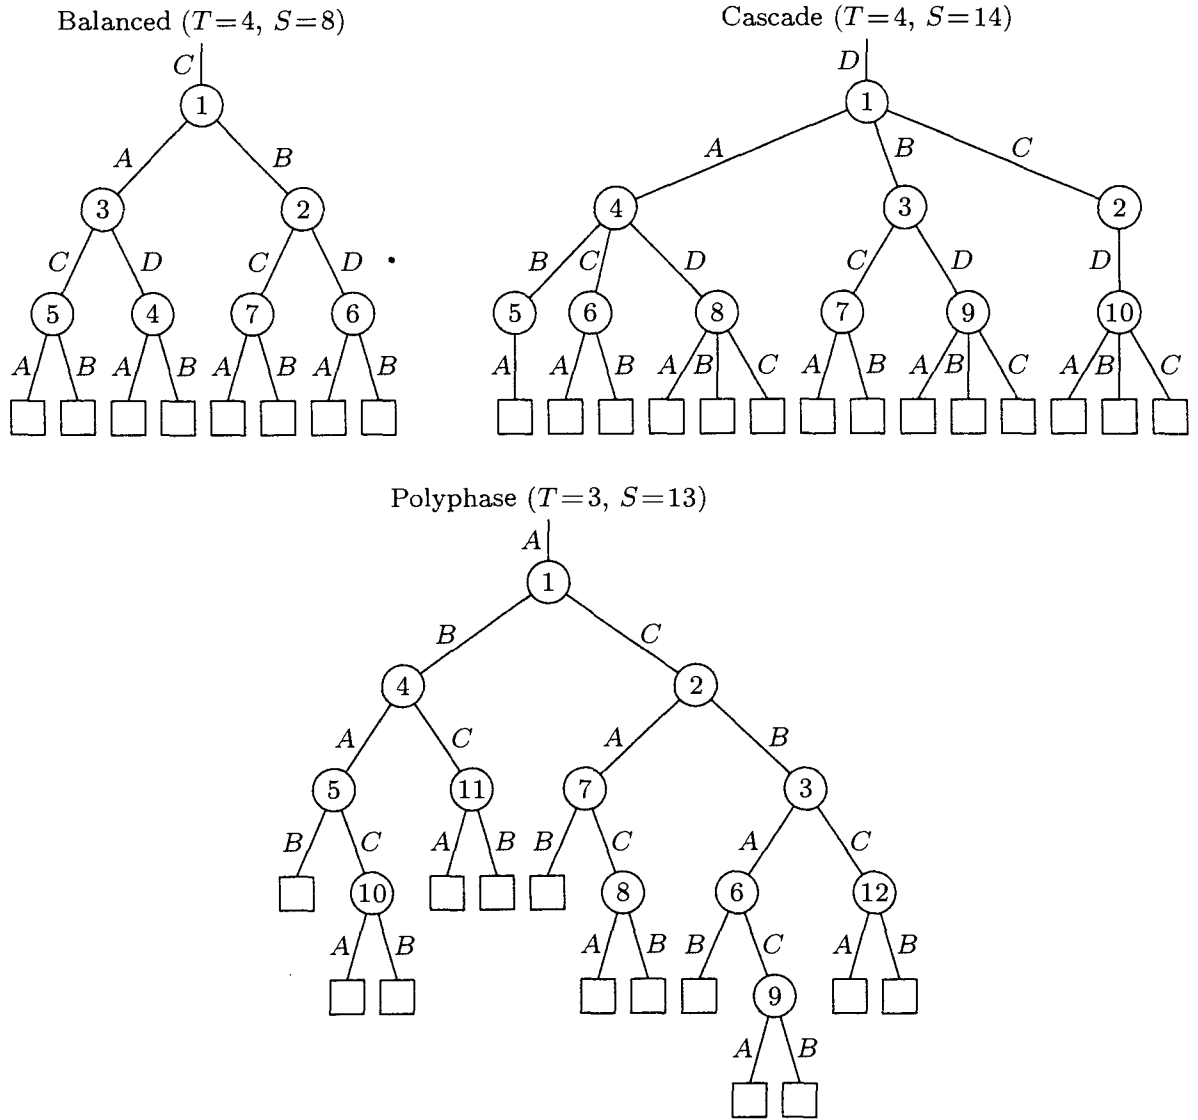 Balanced (T=4, S=8)
C
1
A B
3 2
C D C D
5 4 7 6
A B A B A B A B
Cascade (T=4, S=14)
D
1
A B C
4 3 2
B C D C D D
5 6 8 7 9 10
A A B A B C A B A B C A B C
Polyphase (T=3, S=13)
A
1
B C
4 2
A C A B
5 11 7 3
B C A B B C A C
10 8 6 12
A B A B B C A B
9
A B